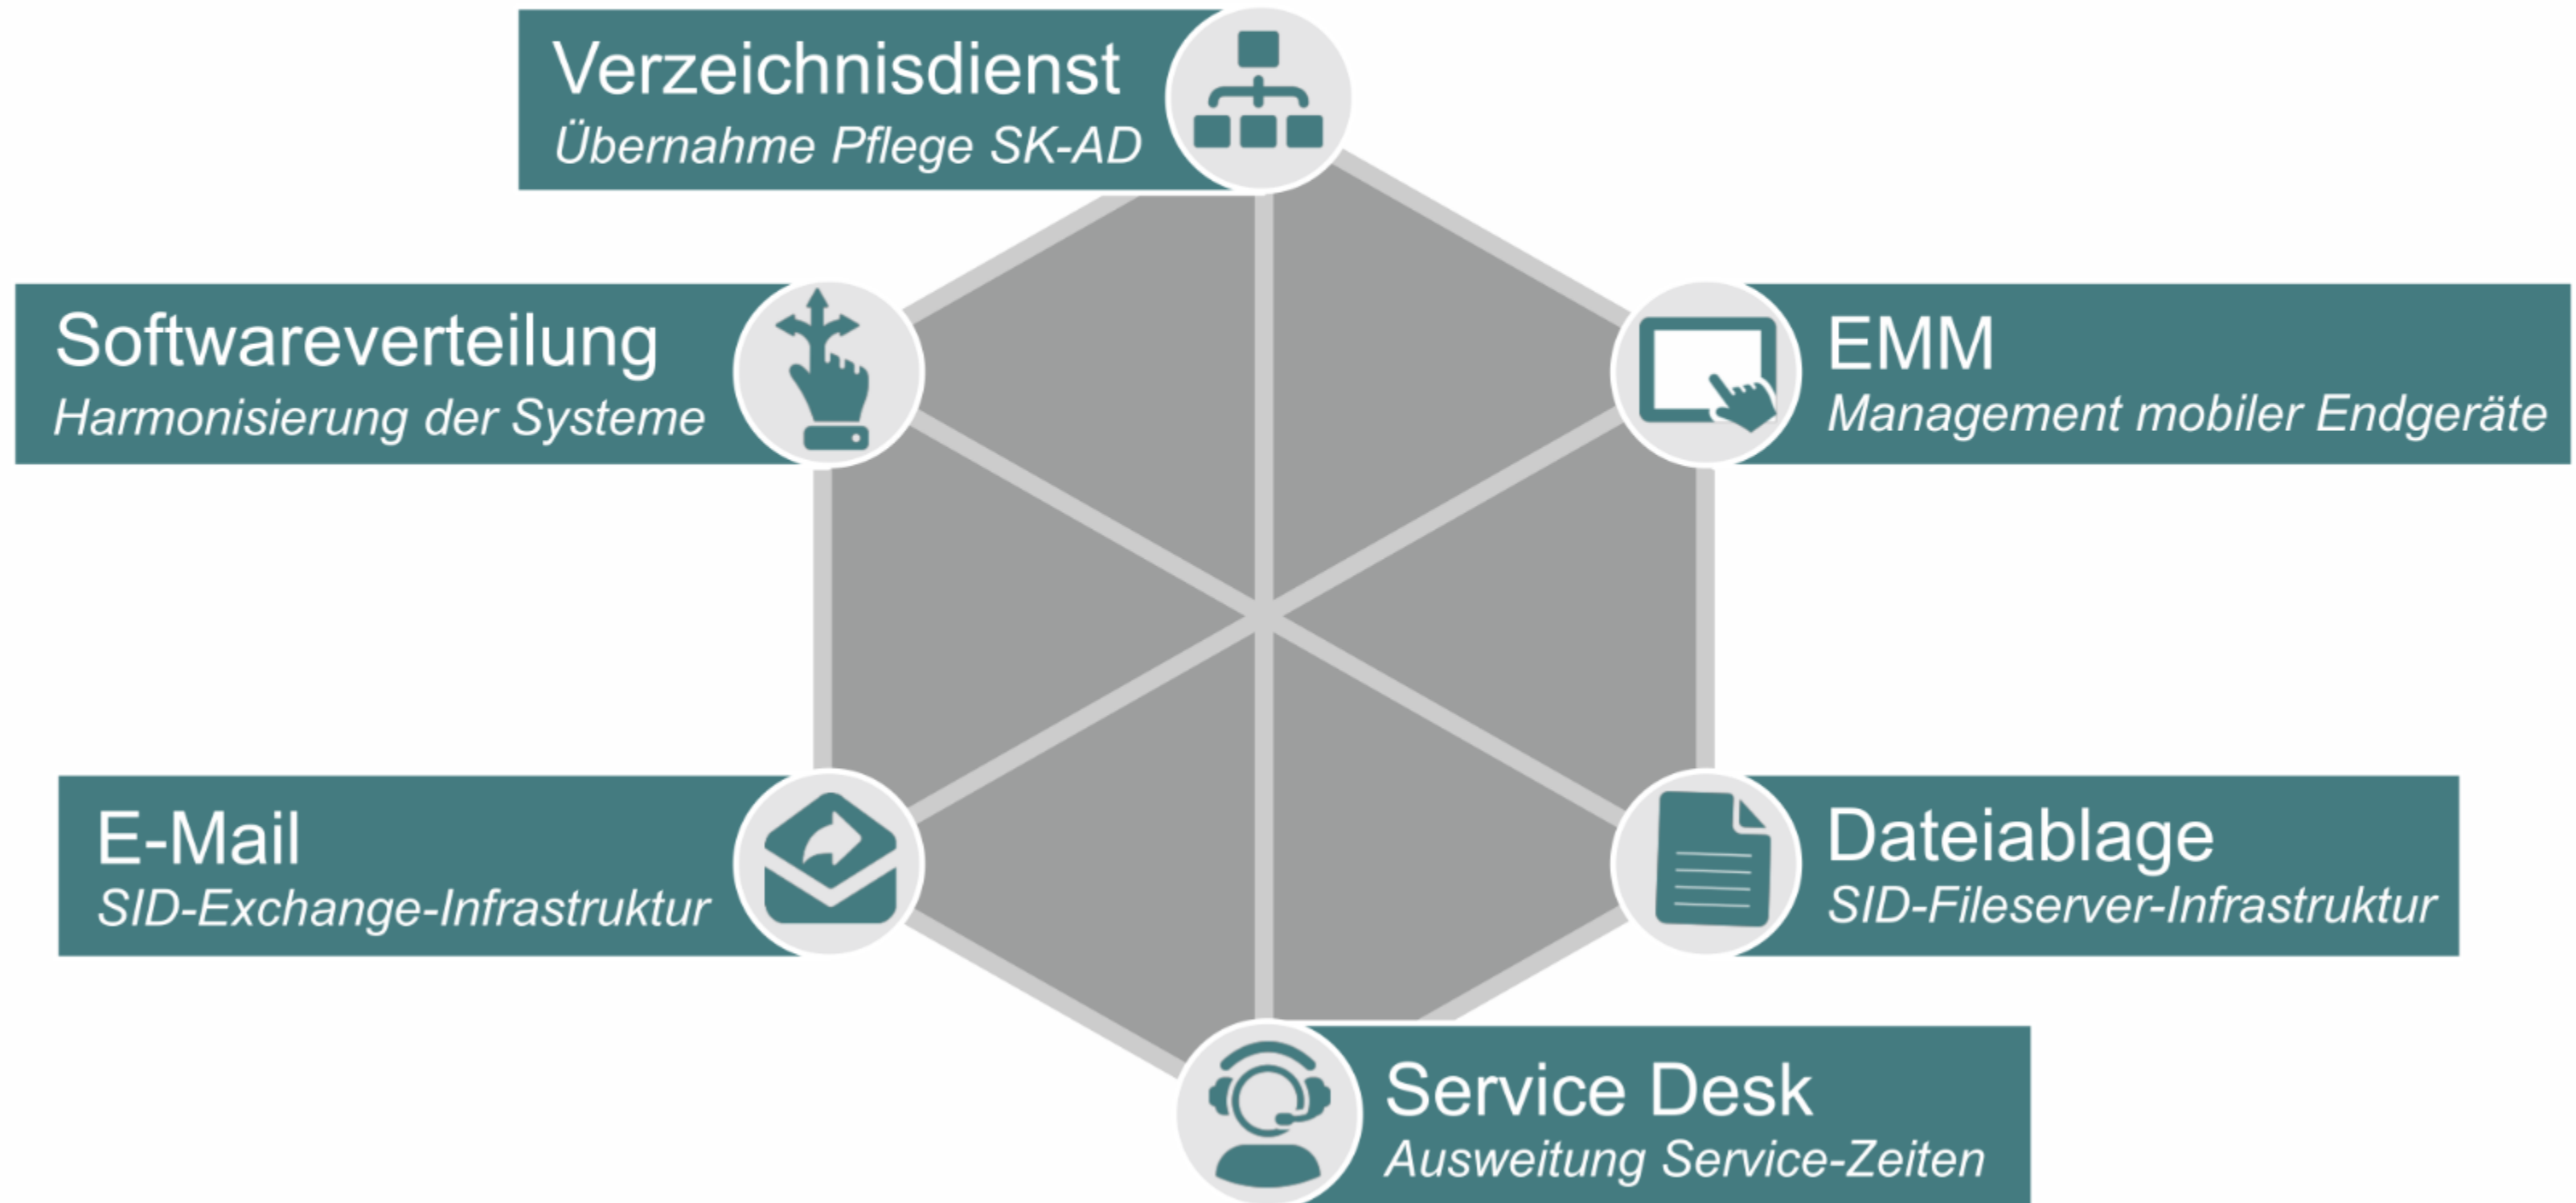 Verzeichnisdienst
Übernahme Pflege SK-AD
Softwareverteilung
Harmonisierung der Systeme
EMM
Management mobiler Endgeräte
E-Mail
SID-Exchange-Infrastruktur
Dateiablage
SID-Fileserver-Infrastruktur
Service Desk
Ausweitung Service-Zeiten